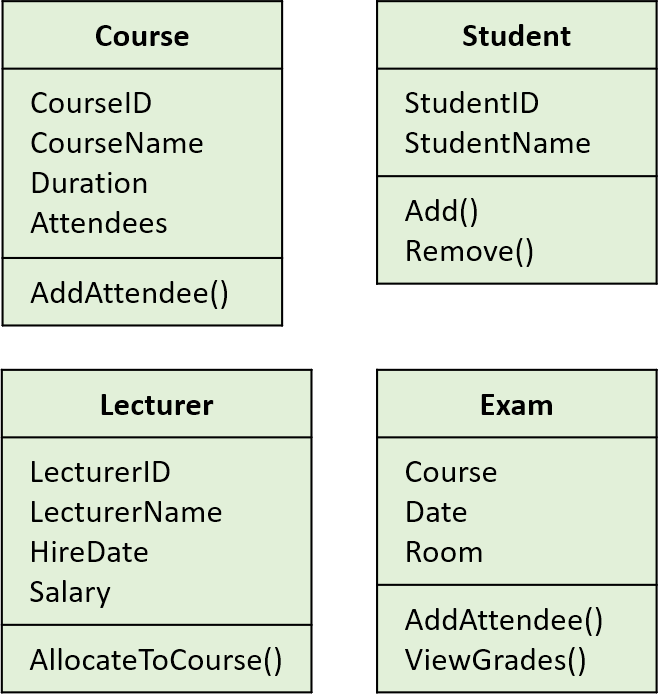 Course
CourseID
CourseName
Duration
Attendees
AddAttendee()
Student
StudentID
StudentName
Add()
Remove()
Lecturer
LecturerID
LecturerName
HireDate
Salary
AllocateToCourse()
Exam
Course
Date
Room
AddAttendee()
ViewGrades()